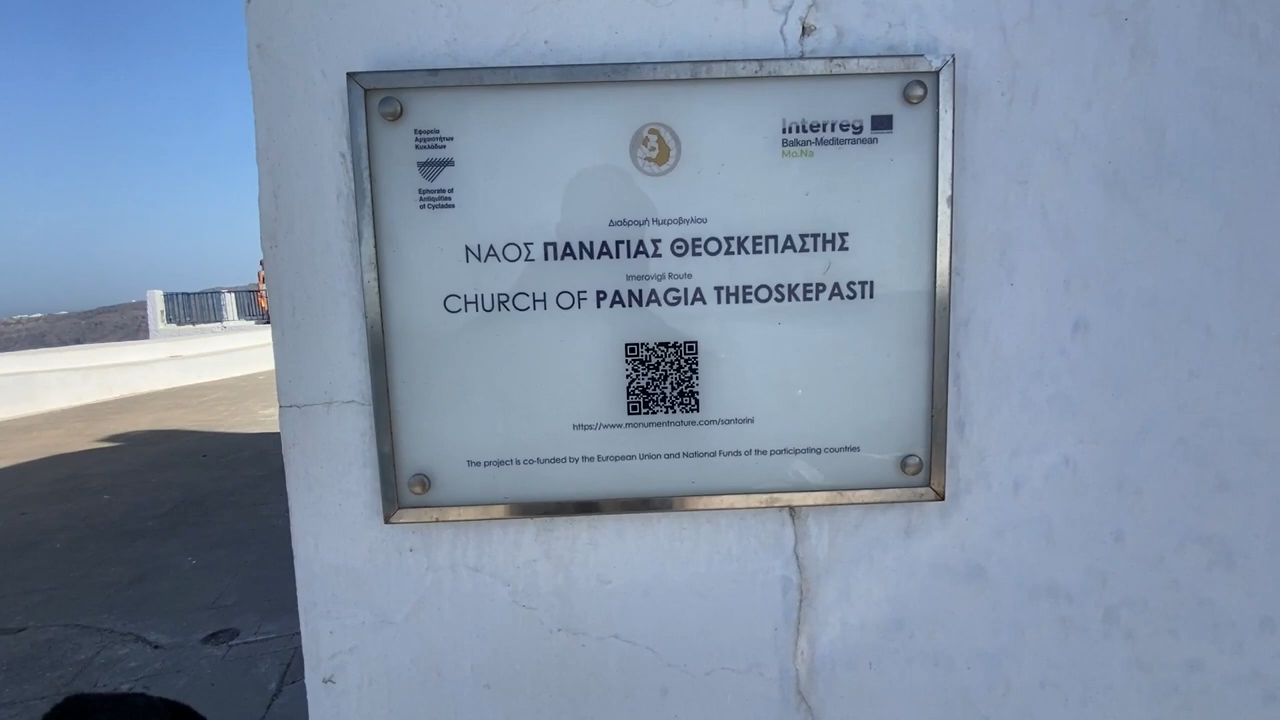 Εφορεία
Αρχαιοτήτων
Κυκλάδων
Ephorate of
Antiquities
of Cyclades
Interreg
Balkan-Mediterranean
Mo.Na
Διαδρομή Ημεροβιγλίου
ΝΑΟΣ ΠΑΝΑΓΙΑΣ ΘΕΟΣΚΕΠΑΣΤΗΣ
Imerovigli Route
CHURCH OF PANAGIA THEOSKEPASTI
https://www.monumentnature.com/santorini
The project is co-funded by the European Union and National Funds of the participating countries